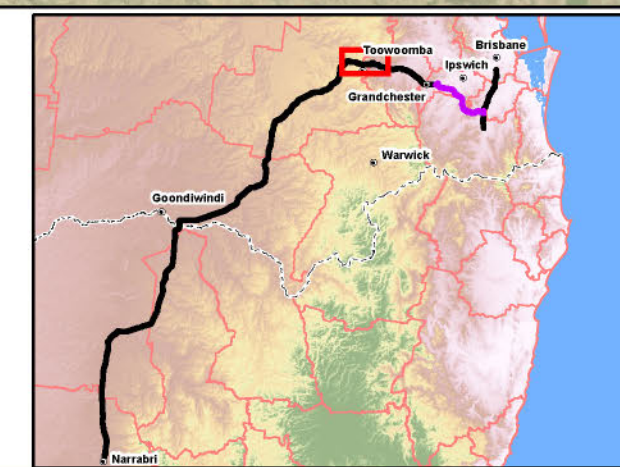 Brisbane
Toowoomba
Ipswich
Grandchester
Warwick
Goondiwindi
Narrabri